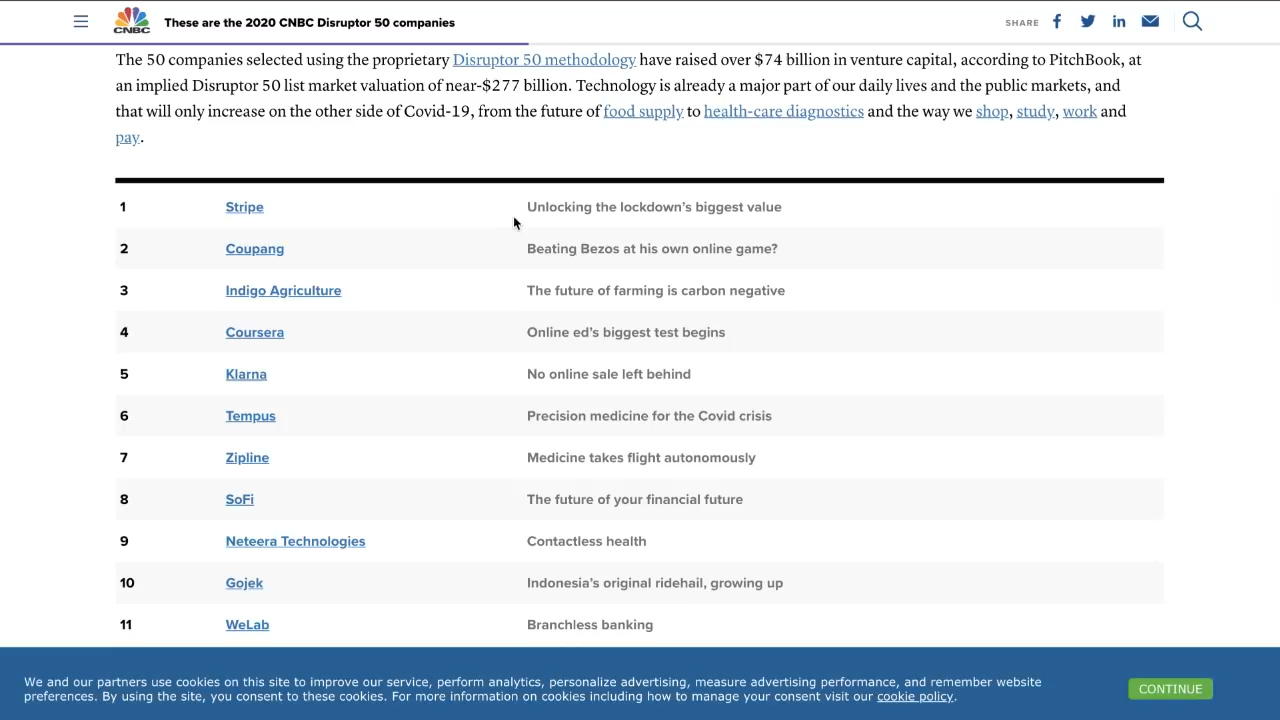 CNBC
These are the 2020 CNBC Disruptor 50 companies
SHARE
The 50 companies selected using the proprietary Disruptor 50 methodology have raised over $74 billion in venture capital, according to PitchBook, at
an implied Disruptor 50 list market valuation of near-$277 billion. Technology is already a major part of our daily lives and the public markets, and
that will only increase on the other side of Covid-19, from the future of food supply to health-care diagnostics and the way we shop, study, work and
pay.
1 Stripe Unlocking the lockdown’s biggest value
2 Coupang Beating Bezos at his own online game?
3 Indigo Agriculture The future of farming is carbon negative
4 Coursera Online ed’s biggest test begins
5 Klarna No online sale left behind
6 Tempus Precision medicine for the Covid crisis
7 Zipline Medicine takes flight autonomously
8 SoFi The future of your financial future
9 Neteera Technologies Contactless health
10 Gojek Indonesia’s original ridehail, growing up
11 WeLab Branchless banking
We and our partners use cookies on this site to improve our service, perform analytics, personalize advertising, measure advertising performance, and remember website
preferences. By using the site, you consent to these cookies. For more information on cookies including how to manage your consent visit our cookie policy.
CONTINUE